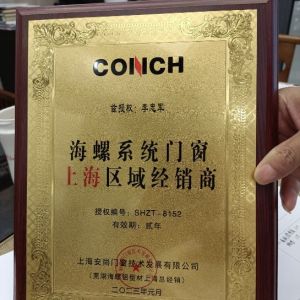 CONCH
兹授权：李忠军
海螺系统门窗
上海区域经销商
授权编号：SHZT-8152
有效期：贰年
上海安岗门窗技术发展有限公司
(芜湖海螺铝型材上海总经销)
二〇二三年元月